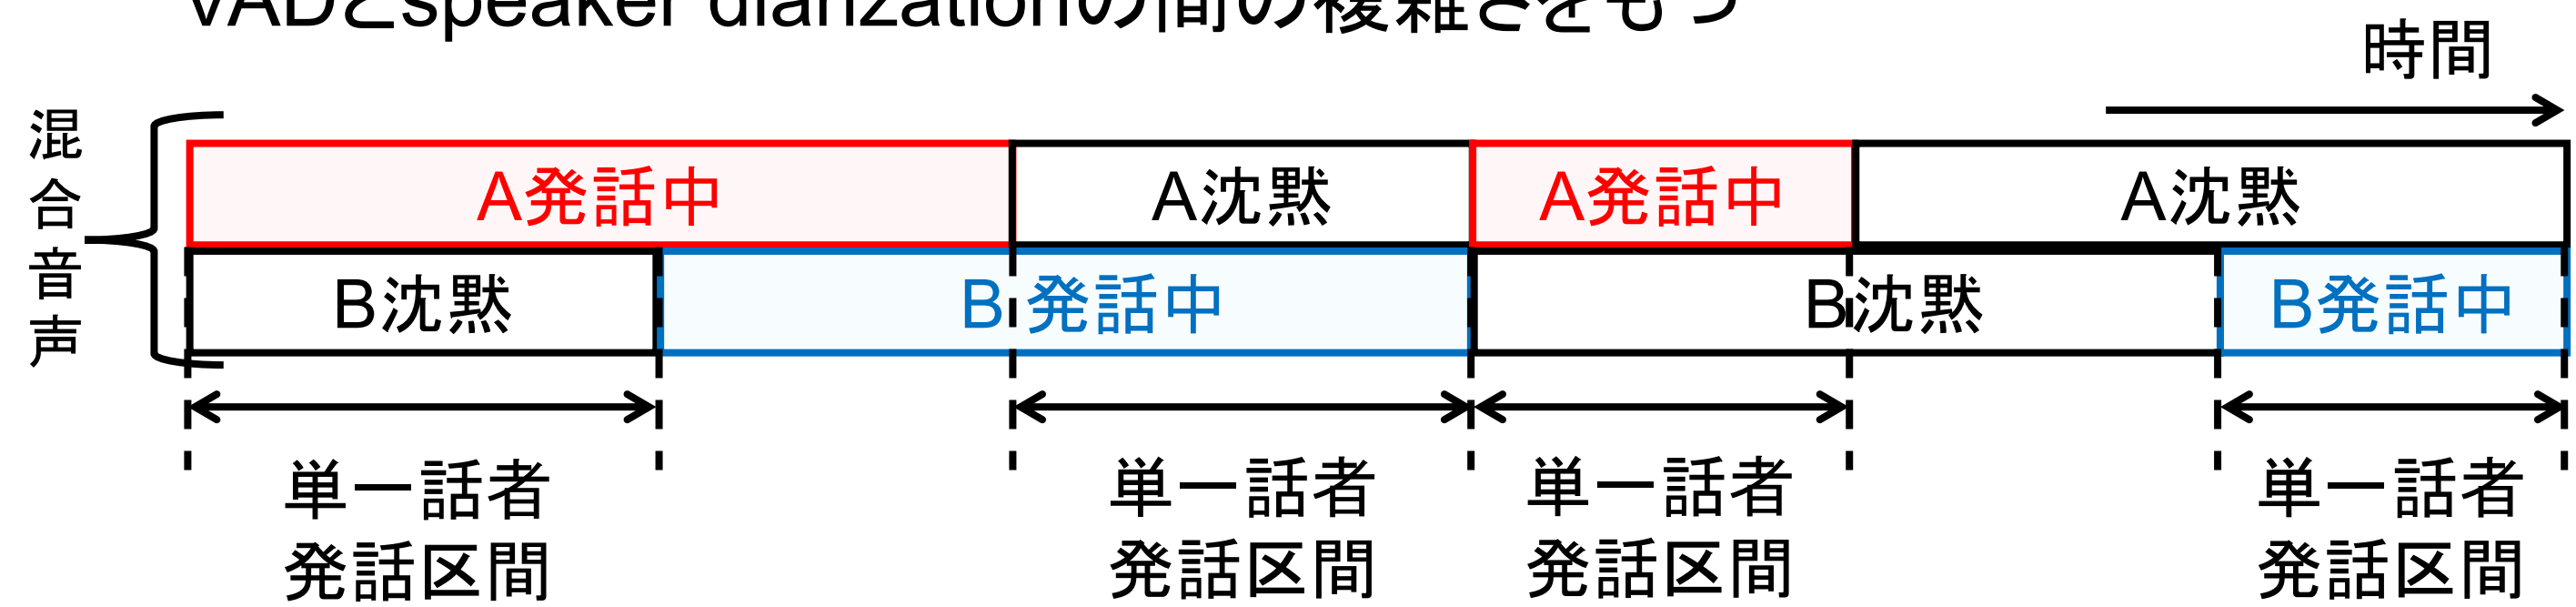 VADとspeaker diarizationの間の複雑さをもつ
時間
混合音声
A発話中
A沈黙
A発話中
A沈黙
B沈黙
B 発話中
B沈黙
B発話中
単一話者
発話区間
単一話者
発話区間
単一話者
発話区間
単一話者
発話区間